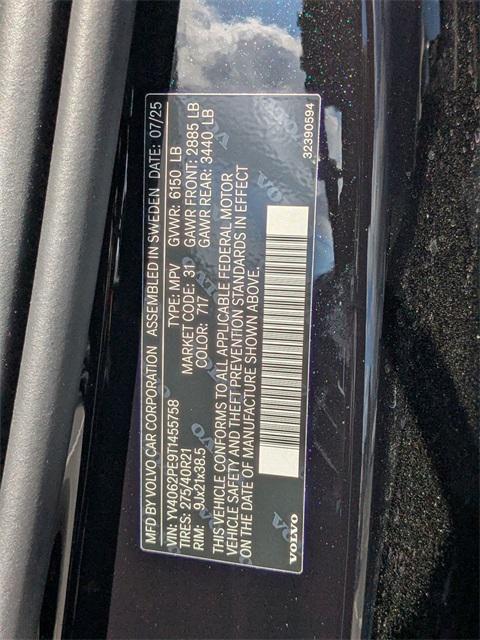 MFD BY VOLVO CAR CORPORATION ASSEMBLED IN SWEDEN DATE: 07/25
VIN: YV4062PE9T1455758 TYPE: MPV GVWR: 6150 LB
TIRES: 275/40R21 MARKET CODE: 31 GAWR FRONT: 2885 LB
RIM: 9Jx21x38.5 COLOR: 717 GAWR REAR: 3440 LB
THIS VEHICLE CONFORMS TO ALL APPLICABLE FEDERAL MOTOR
VEHICLE SAFETY AND THEFT PREVENTION STANDARDS IN EFFECT
ON THE DATE OF MANUFACTURE SHOWN ABOVE.
VOLVO
32390594